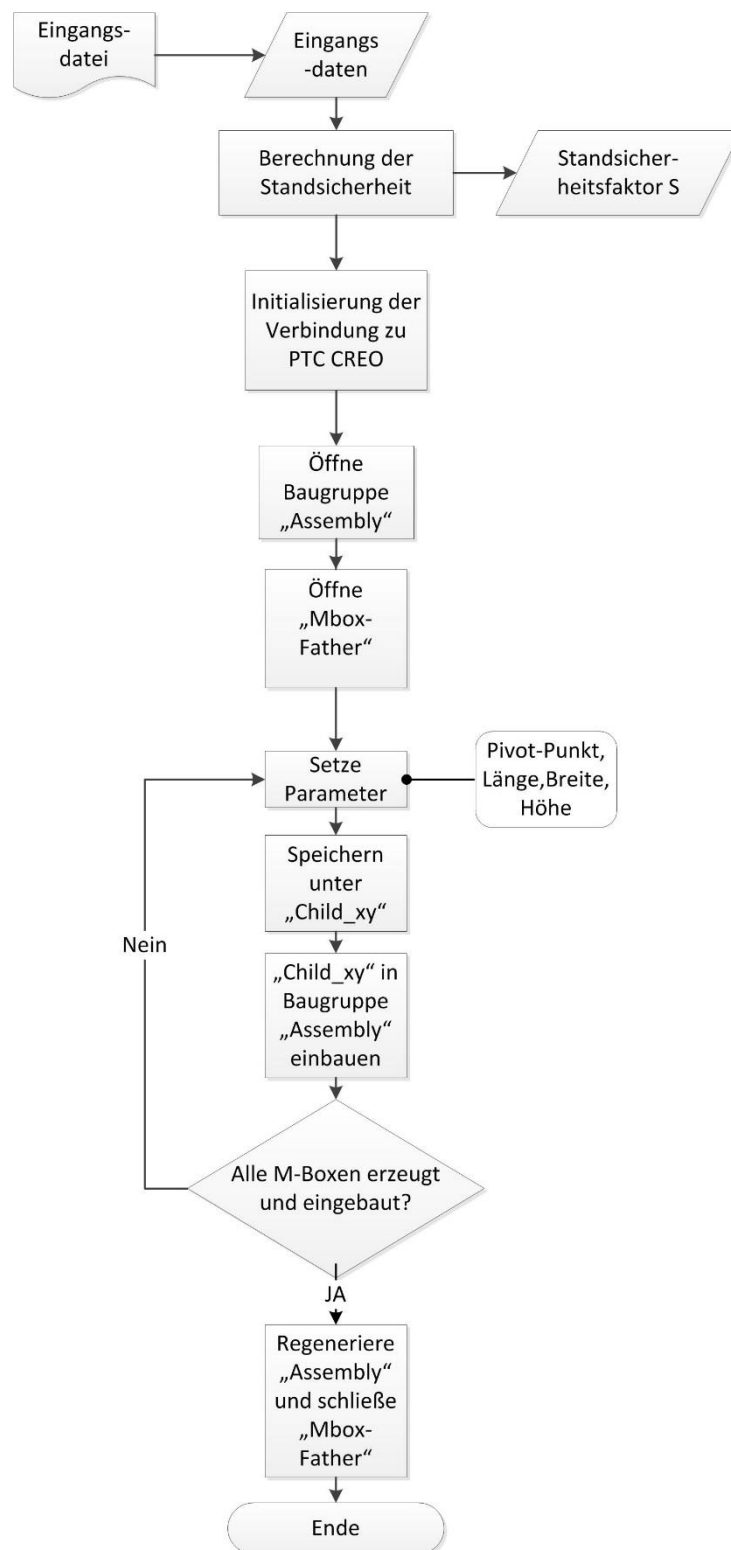 Eingangs-
datei
Eingangs
-daten
Berechnung der
Standsicherheit
Standsicher-
heitsfaktor S
Initialisierung der
Verbindung zu
PTC CREO
Öffne
Baugruppe
„Assembly“
Öffne
„Mbox-
Father“
Setze
Parameter
Pivot-Punkt,
Länge,Breite,
Höhe
Speichern
unter
„Child_xy“
Nein
„Child_xy“ in
Baugruppe
„Assembly“
einbauen
Alle M-Boxen erzeugt
und eingebaut?
JA
Regeneriere
„Assembly“
und schließe
„Mbox-
Father“
Ende